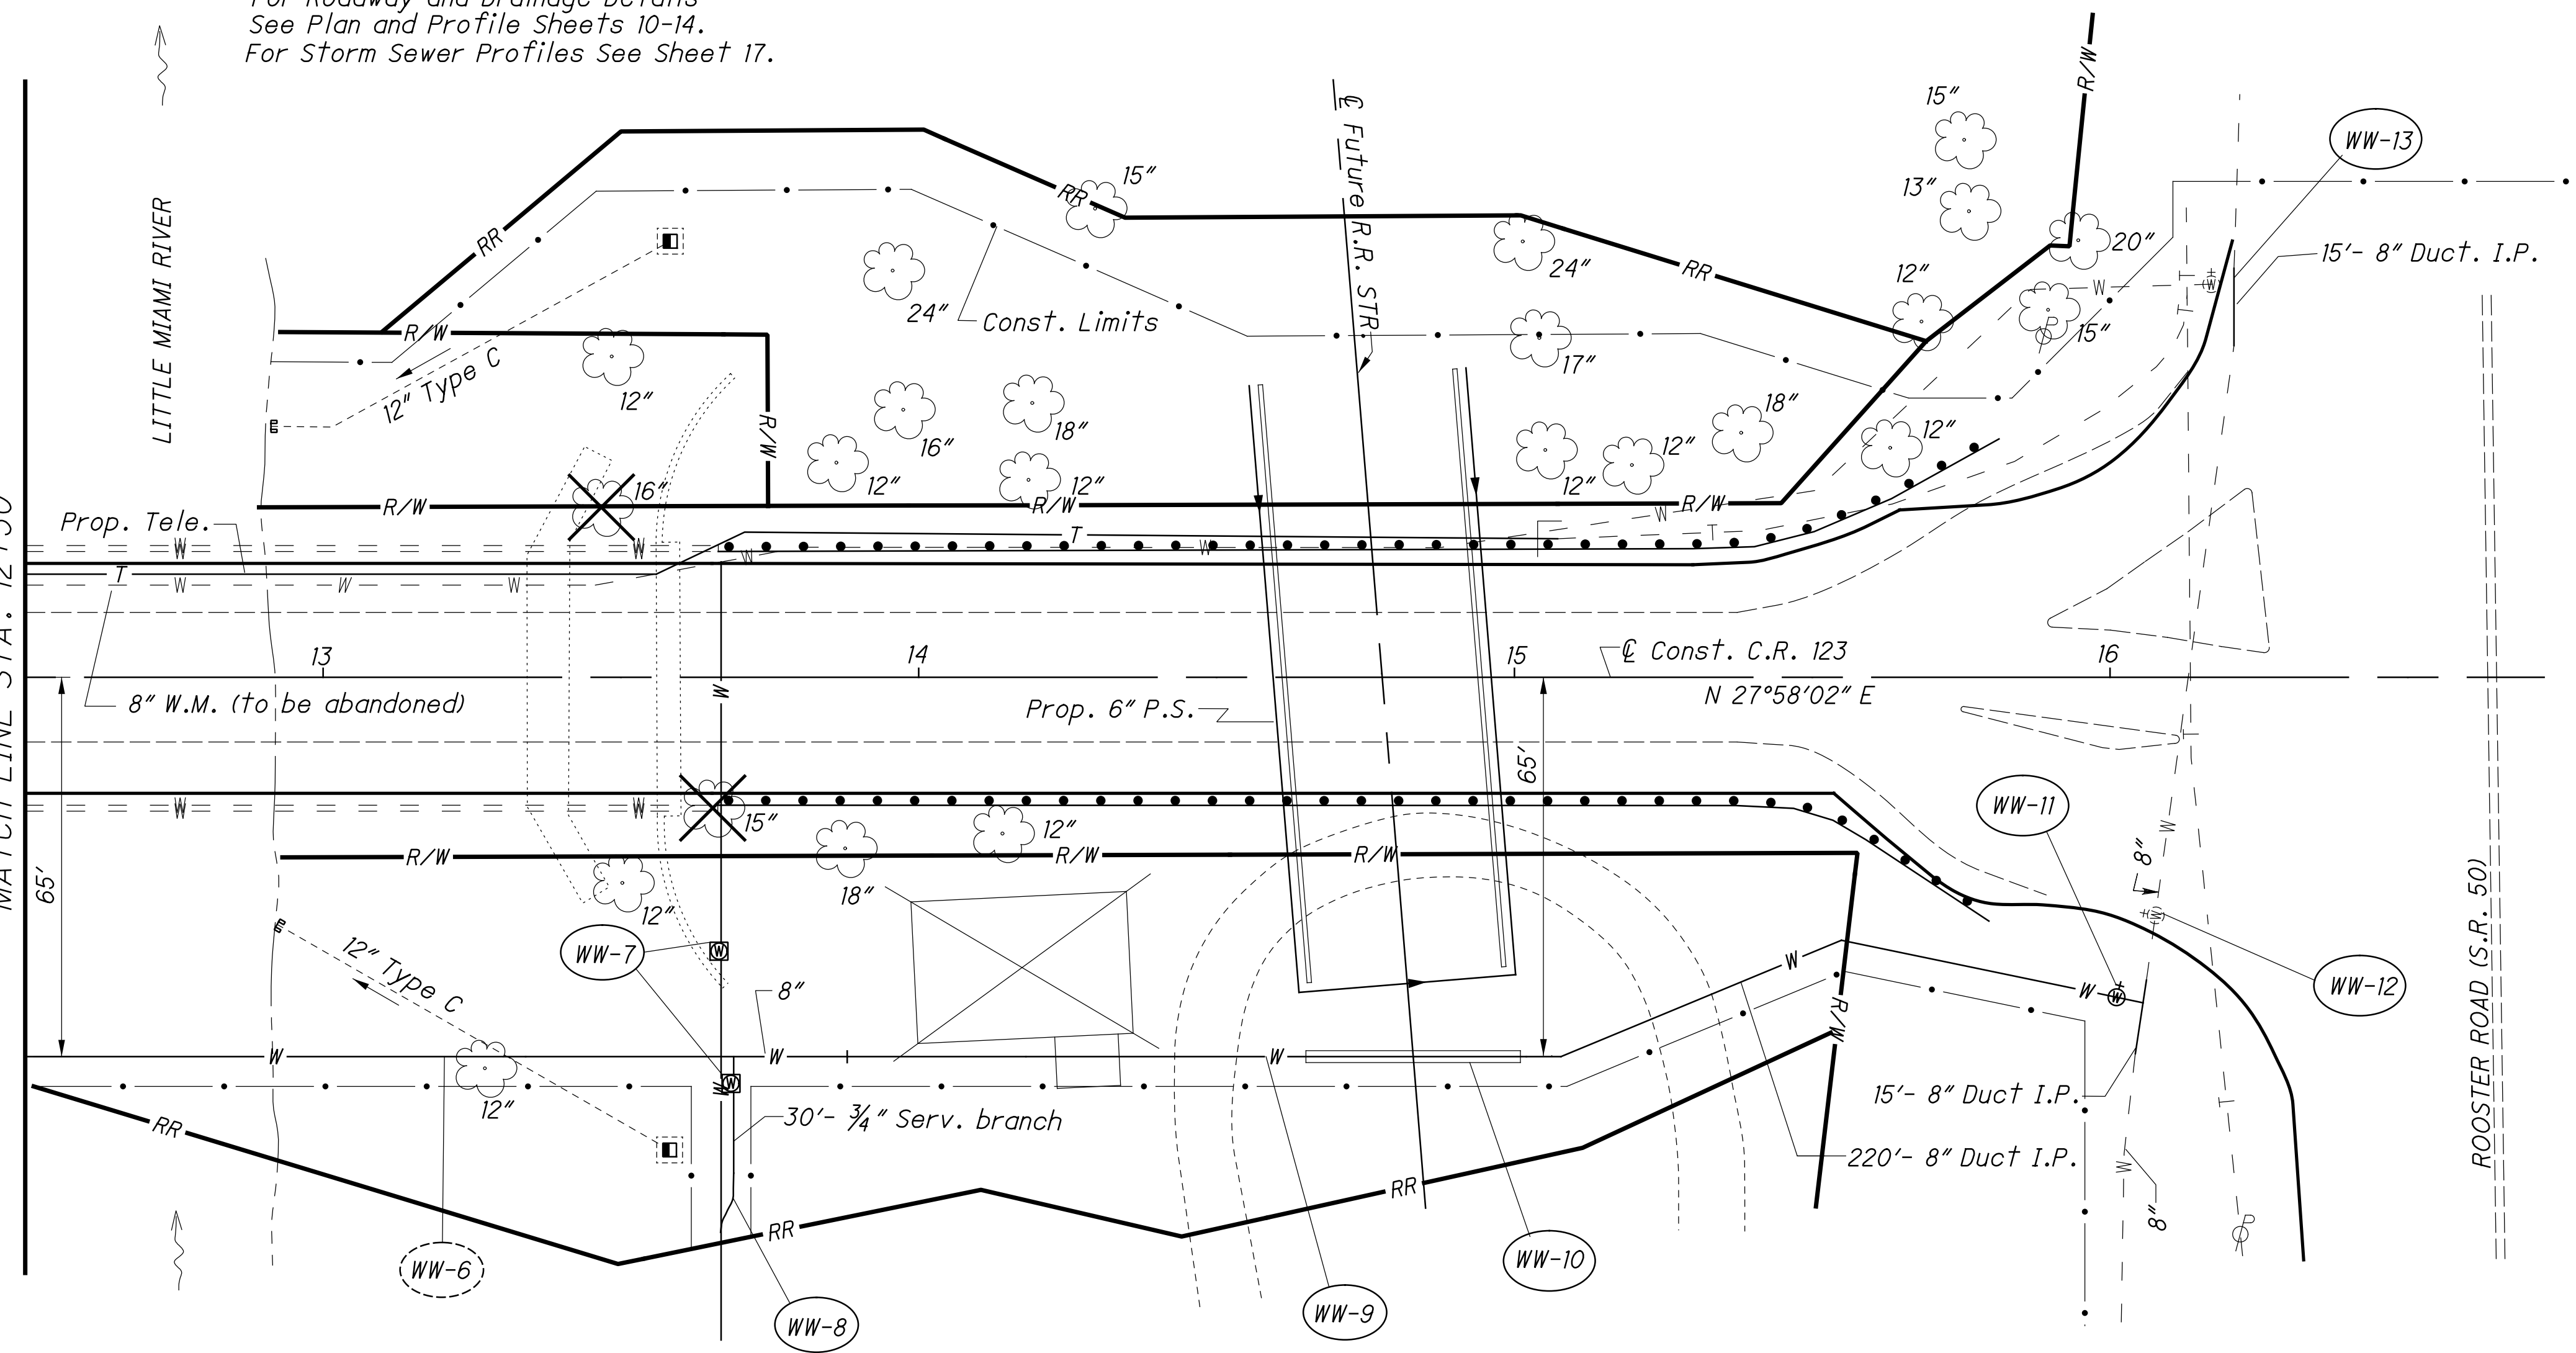 For Roadway and Drainage Details
See Plan and Profile Sheets 10-14.
For Storm Sewer Profiles See Sheet 17.
LITTLE MIAMI RIVER
RR
RR
15"
℄ Future R.R. STR.
R/W
15"
13"
20"
WW-13
15'- 8" Duct. I.P.
24"
Const. Limits
24"
RR
12"
W
W
T
T
15"
P
R/W
12" Type C
12"
R/W
16"
18"
17"
18"
12"
12"
12"
12"
12"
16"
R/W
R/W
R/W
W
T
Prop. Tele.
W
W
T
W
W
T
W
W
W
13
14
15
16
℄ Const. C.R. 123
N 27°58'02" E
8" W.M. (to be abandoned)
W
Prop. 6" P.S.
T
65'
65'
W
W
15"
12"
18"
12"
R/W
R/W
R/W
WW-11
W
8"
W
WW-12
WW-7
W
12" Type C
8"
W
W
R/W
W
W
W
W
W
W
W
12"
30'- ¾" Serv. branch
15'- 8" Duct I.P.
220'- 8" Duct I.P.
T
W
8"
P
RR
RR
RR
WW-6
WW-8
WW-9
WW-10
ROOSTER ROAD (S.R. 50)